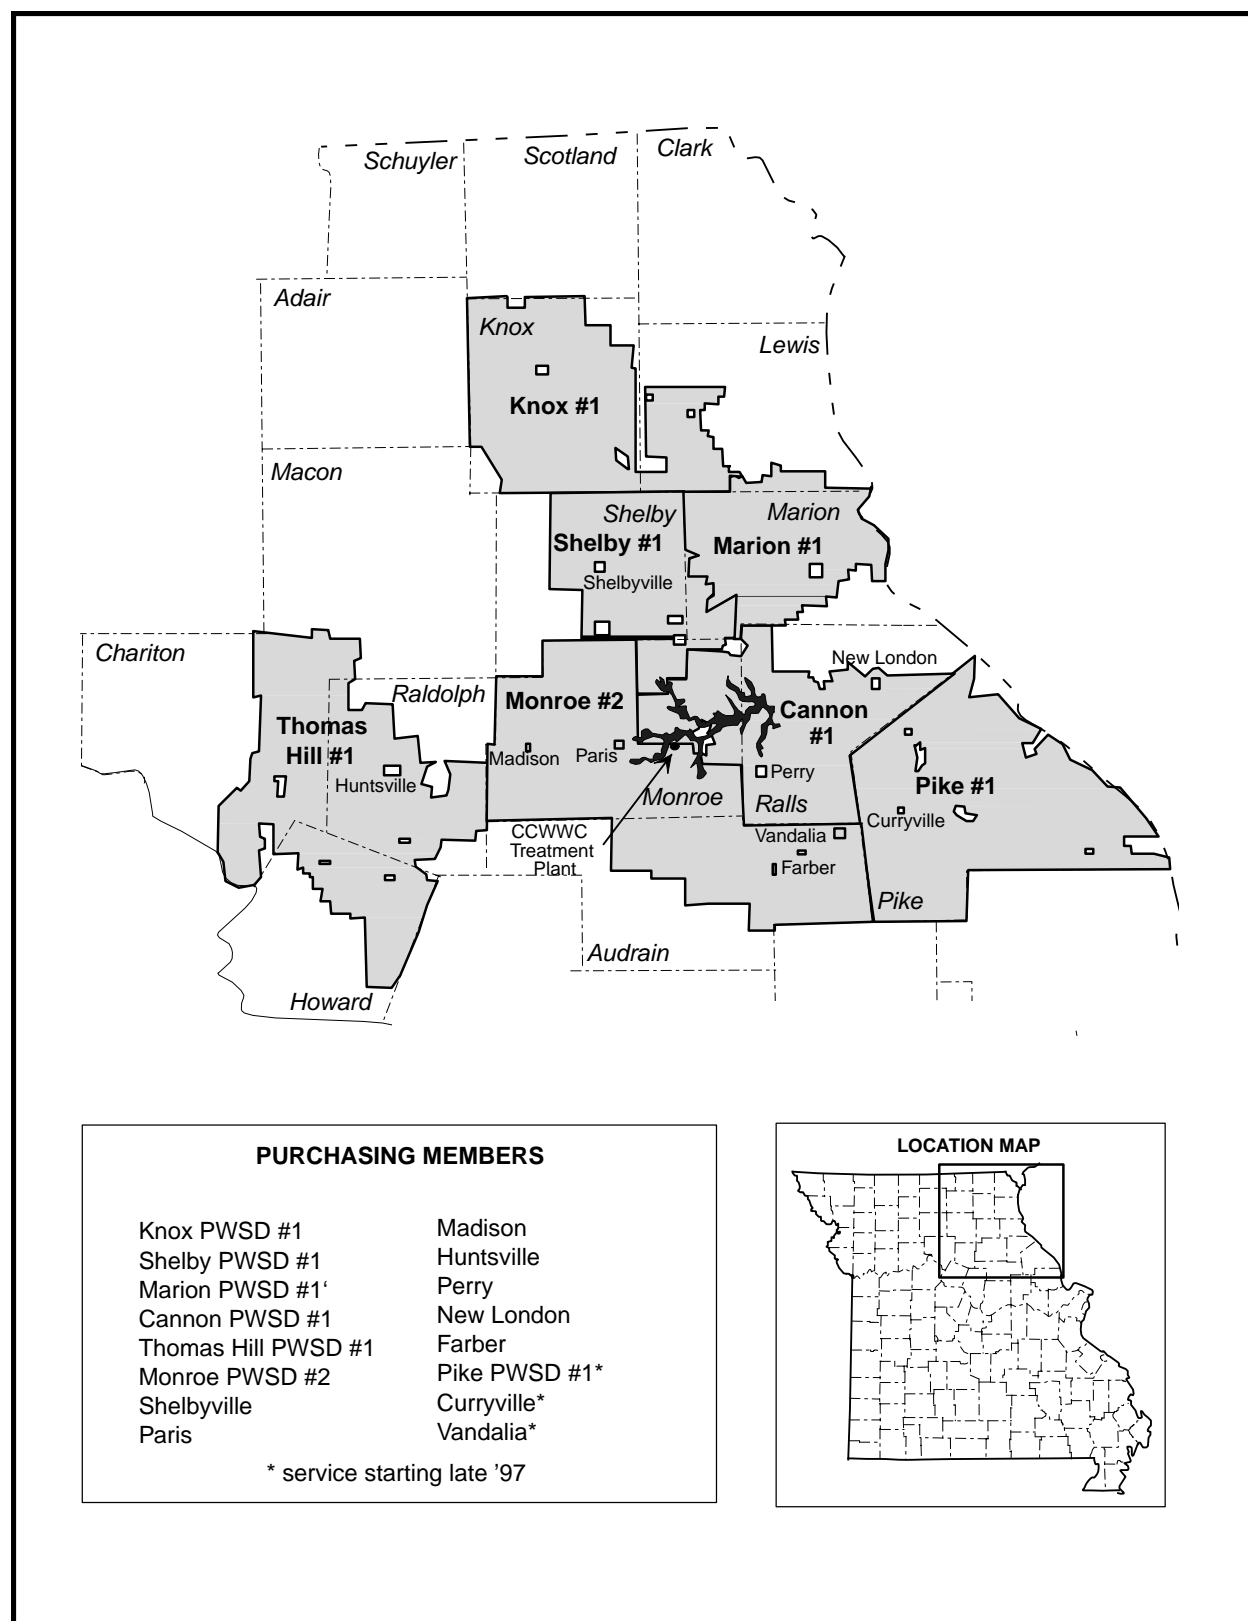 Schuyler
Scotland
Clark
Adair
Knox
Lewis
Knox #1
Macon
Shelby
Marion
Shelby #1
Marion #1
Shelbyville
Chariton
New London
Raldolph
Monroe #2
Cannon
#1
Thomas
Hill #1
Madison
Paris
Huntsville
Perry
Pike #1
Monroe
Ralls
Curryville
CCWWC
Treatment
Plant
Vandalia
Farber
Pike
Audrain
Howard
PURCHASING MEMBERS
Knox PWSD #1
Shelby PWSD #1
Marion PWSD #1‘
Cannon PWSD #1
Thomas Hill PWSD #1
Monroe PWSD #2
Shelbyville
Paris
Madison
Huntsville
Perry
New London
Farber
Pike PWSD #1*
Curryville*
Vandalia*
* service starting late ’97
LOCATION MAP